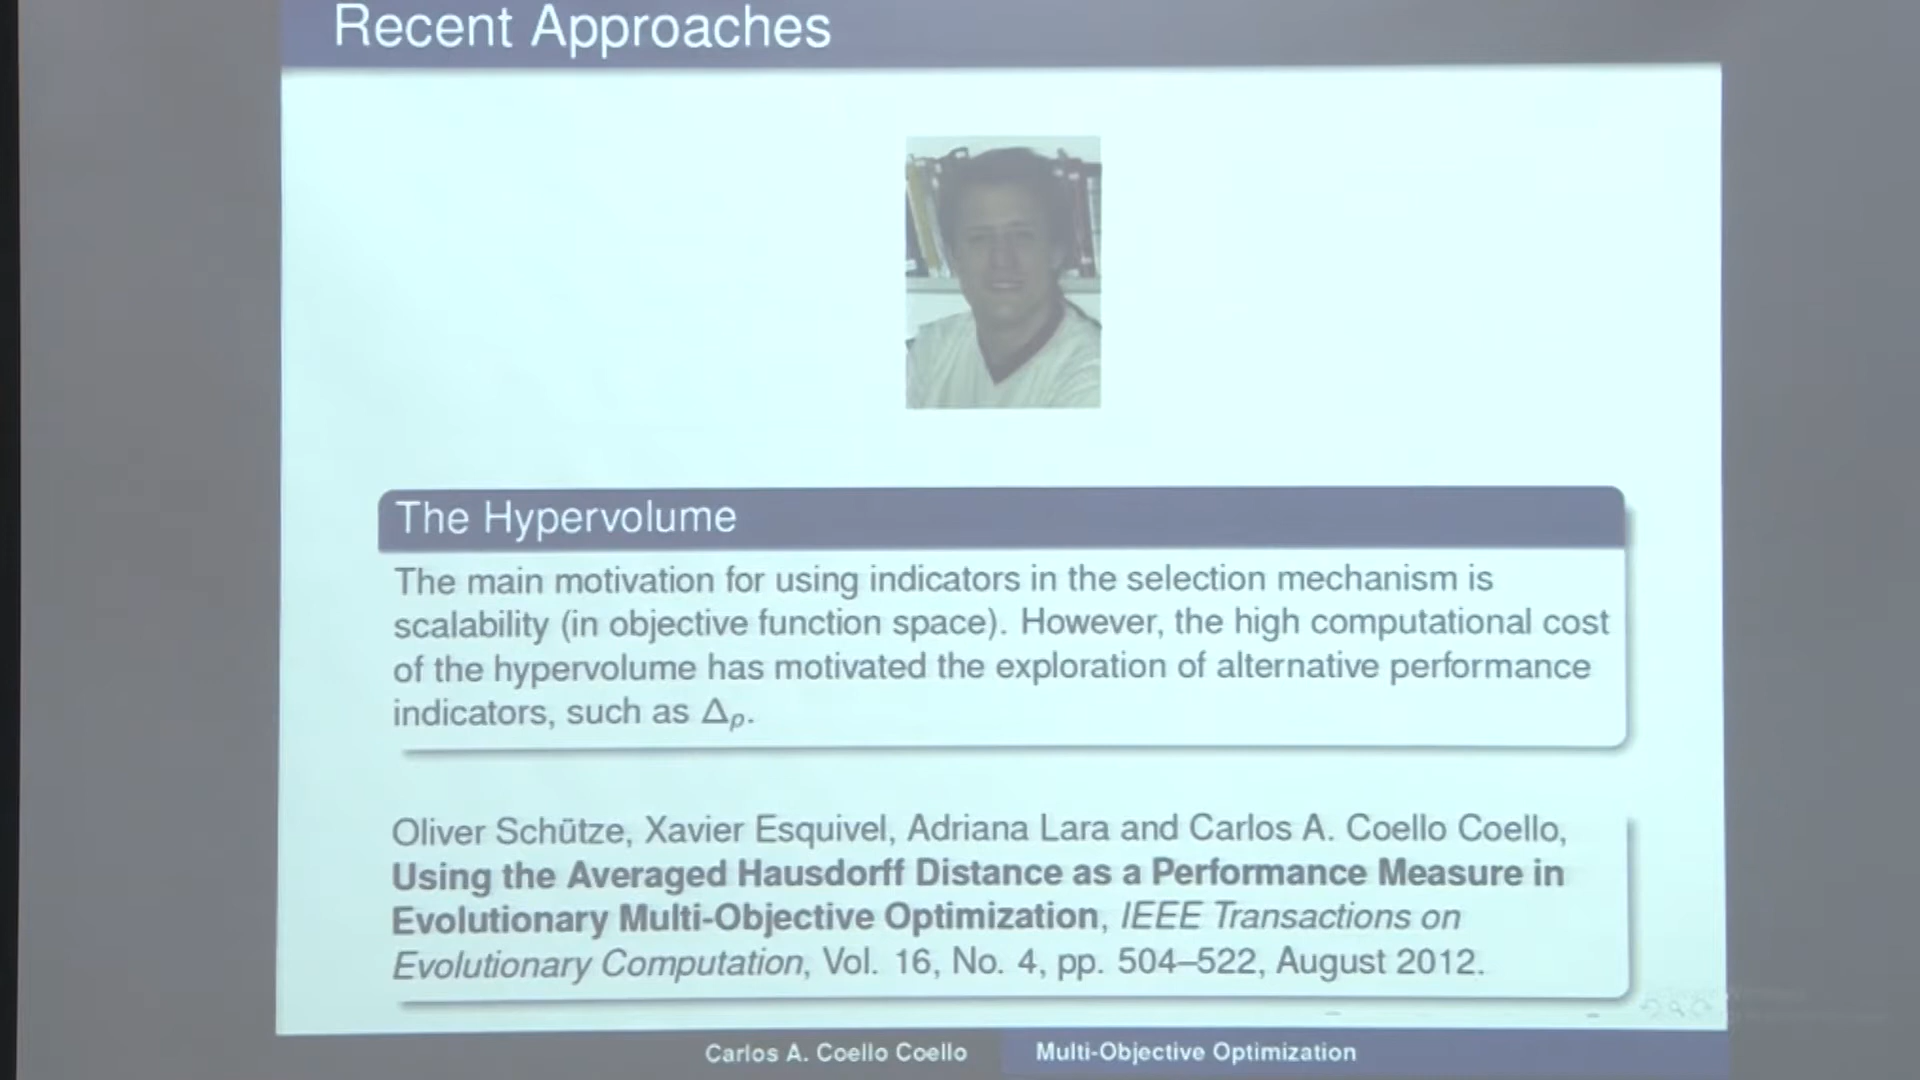 Recent Approaches
The Hypervolume
The main motivation for using indicators in the selection mechanism is
scalability (in objective function space). However, the high computational cost
of the hypervolume has motivated the exploration of alternative performance
indicators, such as Δₚ.
Oliver Schütze, Xavier Esquivel, Adriana Lara and Carlos A. Coello Coello,
Using the Averaged Hausdorff Distance as a Performance Measure in
Evolutionary Multi-Objective Optimization, IEEE Transactions on
Evolutionary Computation, Vol. 16, No. 4, pp. 504–522, August 2012.
Carlos A. Coello Coello Multi-Objective Optimization